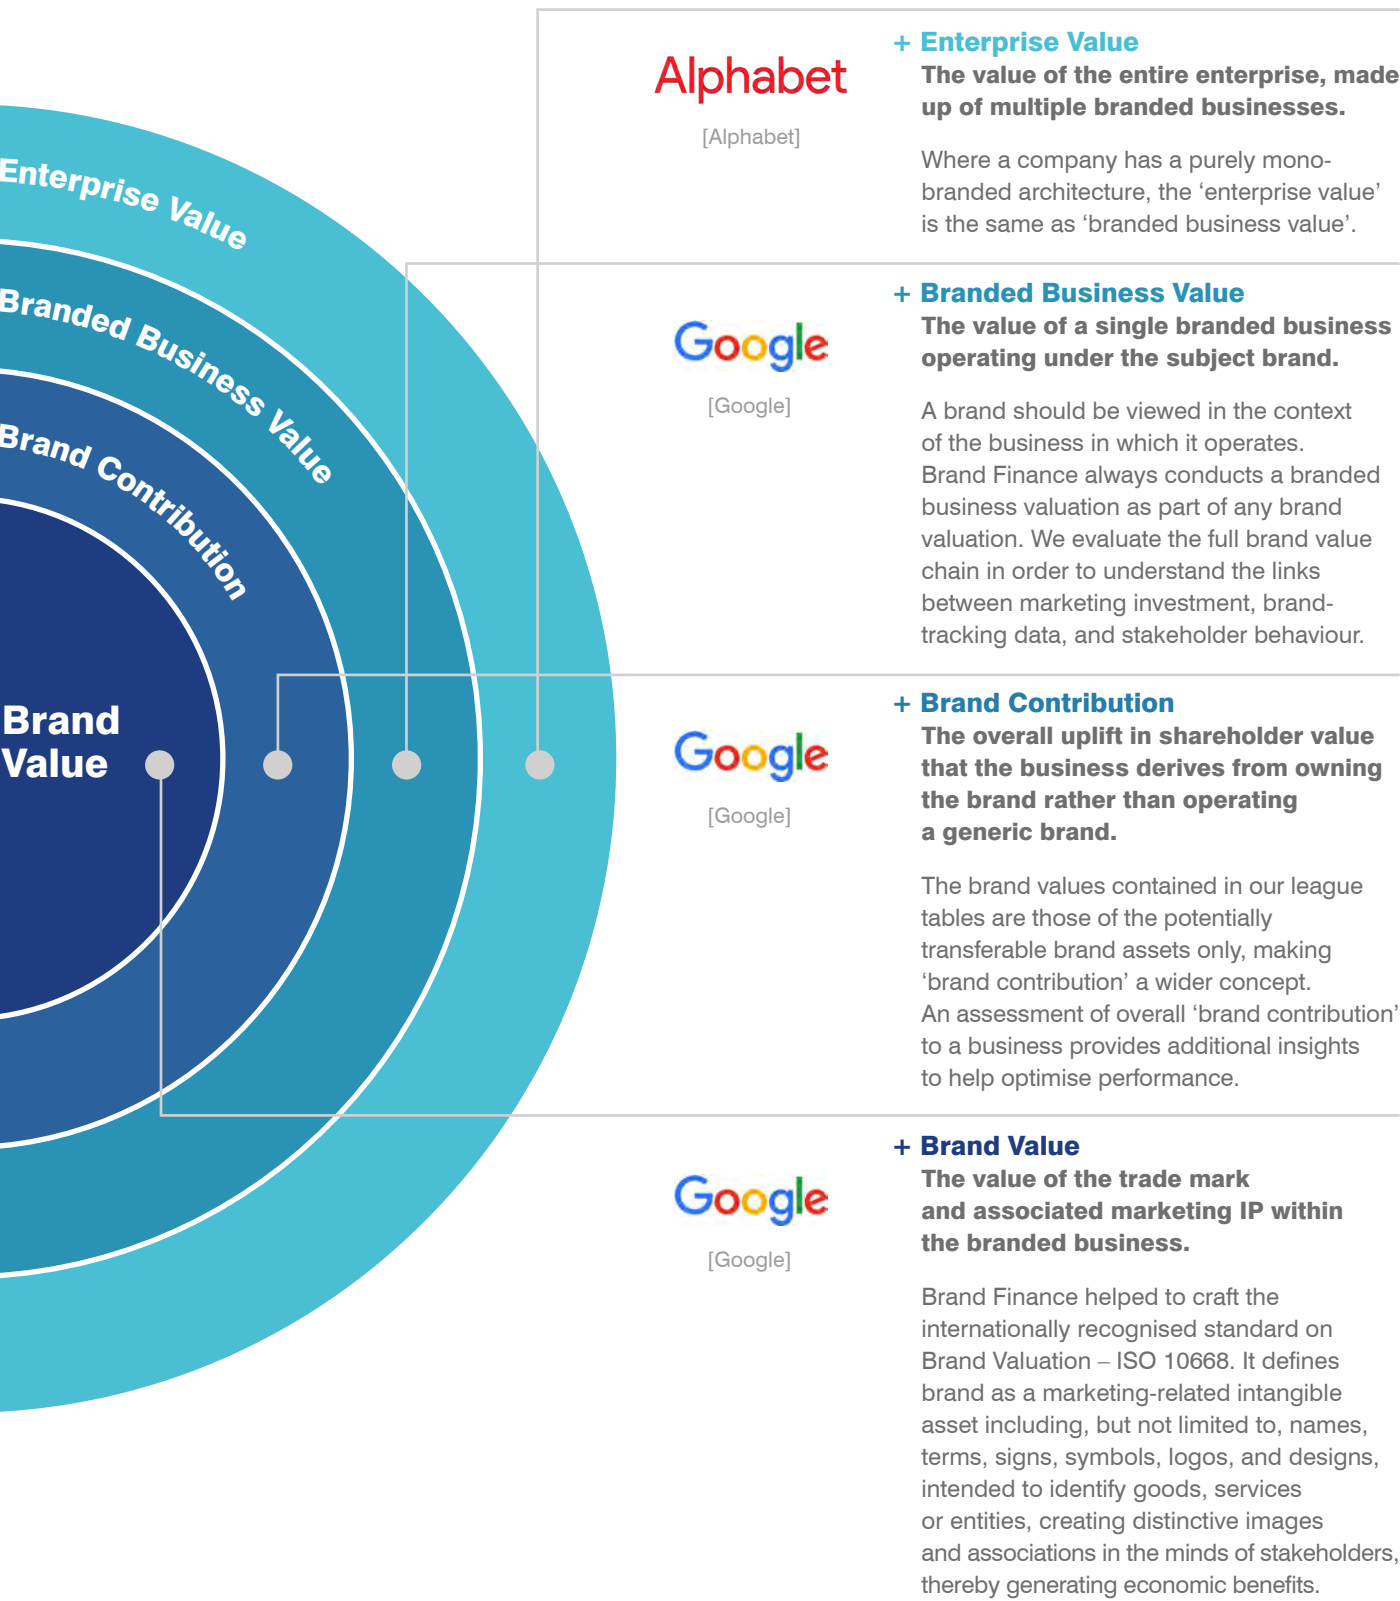 Enterprise Value
Branded Business Value
Brand Contribution
Brand
Value
Alphabet
[Alphabet]
+ Enterprise Value
The value of the entire enterprise, made
up of multiple branded businesses.
Where a company has a purely mono-
branded architecture, the ‘enterprise value’
is the same as ‘branded business value’.
Google
[Google]
+ Branded Business Value
The value of a single branded business
operating under the subject brand.
A brand should be viewed in the context
of the business in which it operates.
Brand Finance always conducts a branded
business valuation as part of any brand
valuation. We evaluate the full brand value
chain in order to understand the links
between marketing investment, brand-
tracking data, and stakeholder behaviour.
Google
[Google]
+ Brand Contribution
The overall uplift in shareholder value
that the business derives from owning
the brand rather than operating
a generic brand.
The brand values contained in our league
tables are those of the potentially
transferable brand assets only, making
‘brand contribution’ a wider concept.
An assessment of overall ‘brand contribution’
to a business provides additional insights
to help optimise performance.
Google
[Google]
+ Brand Value
The value of the trade mark
and associated marketing IP within
the branded business.
Brand Finance helped to craft the
internationally recognised standard on
Brand Valuation – ISO 10668. It defines
brand as a marketing-related intangible
asset including, but not limited to, names,
terms, signs, symbols, logos, and designs,
intended to identify goods, services
or entities, creating distinctive images
and associations in the minds of stakeholders,
thereby generating economic benefits.